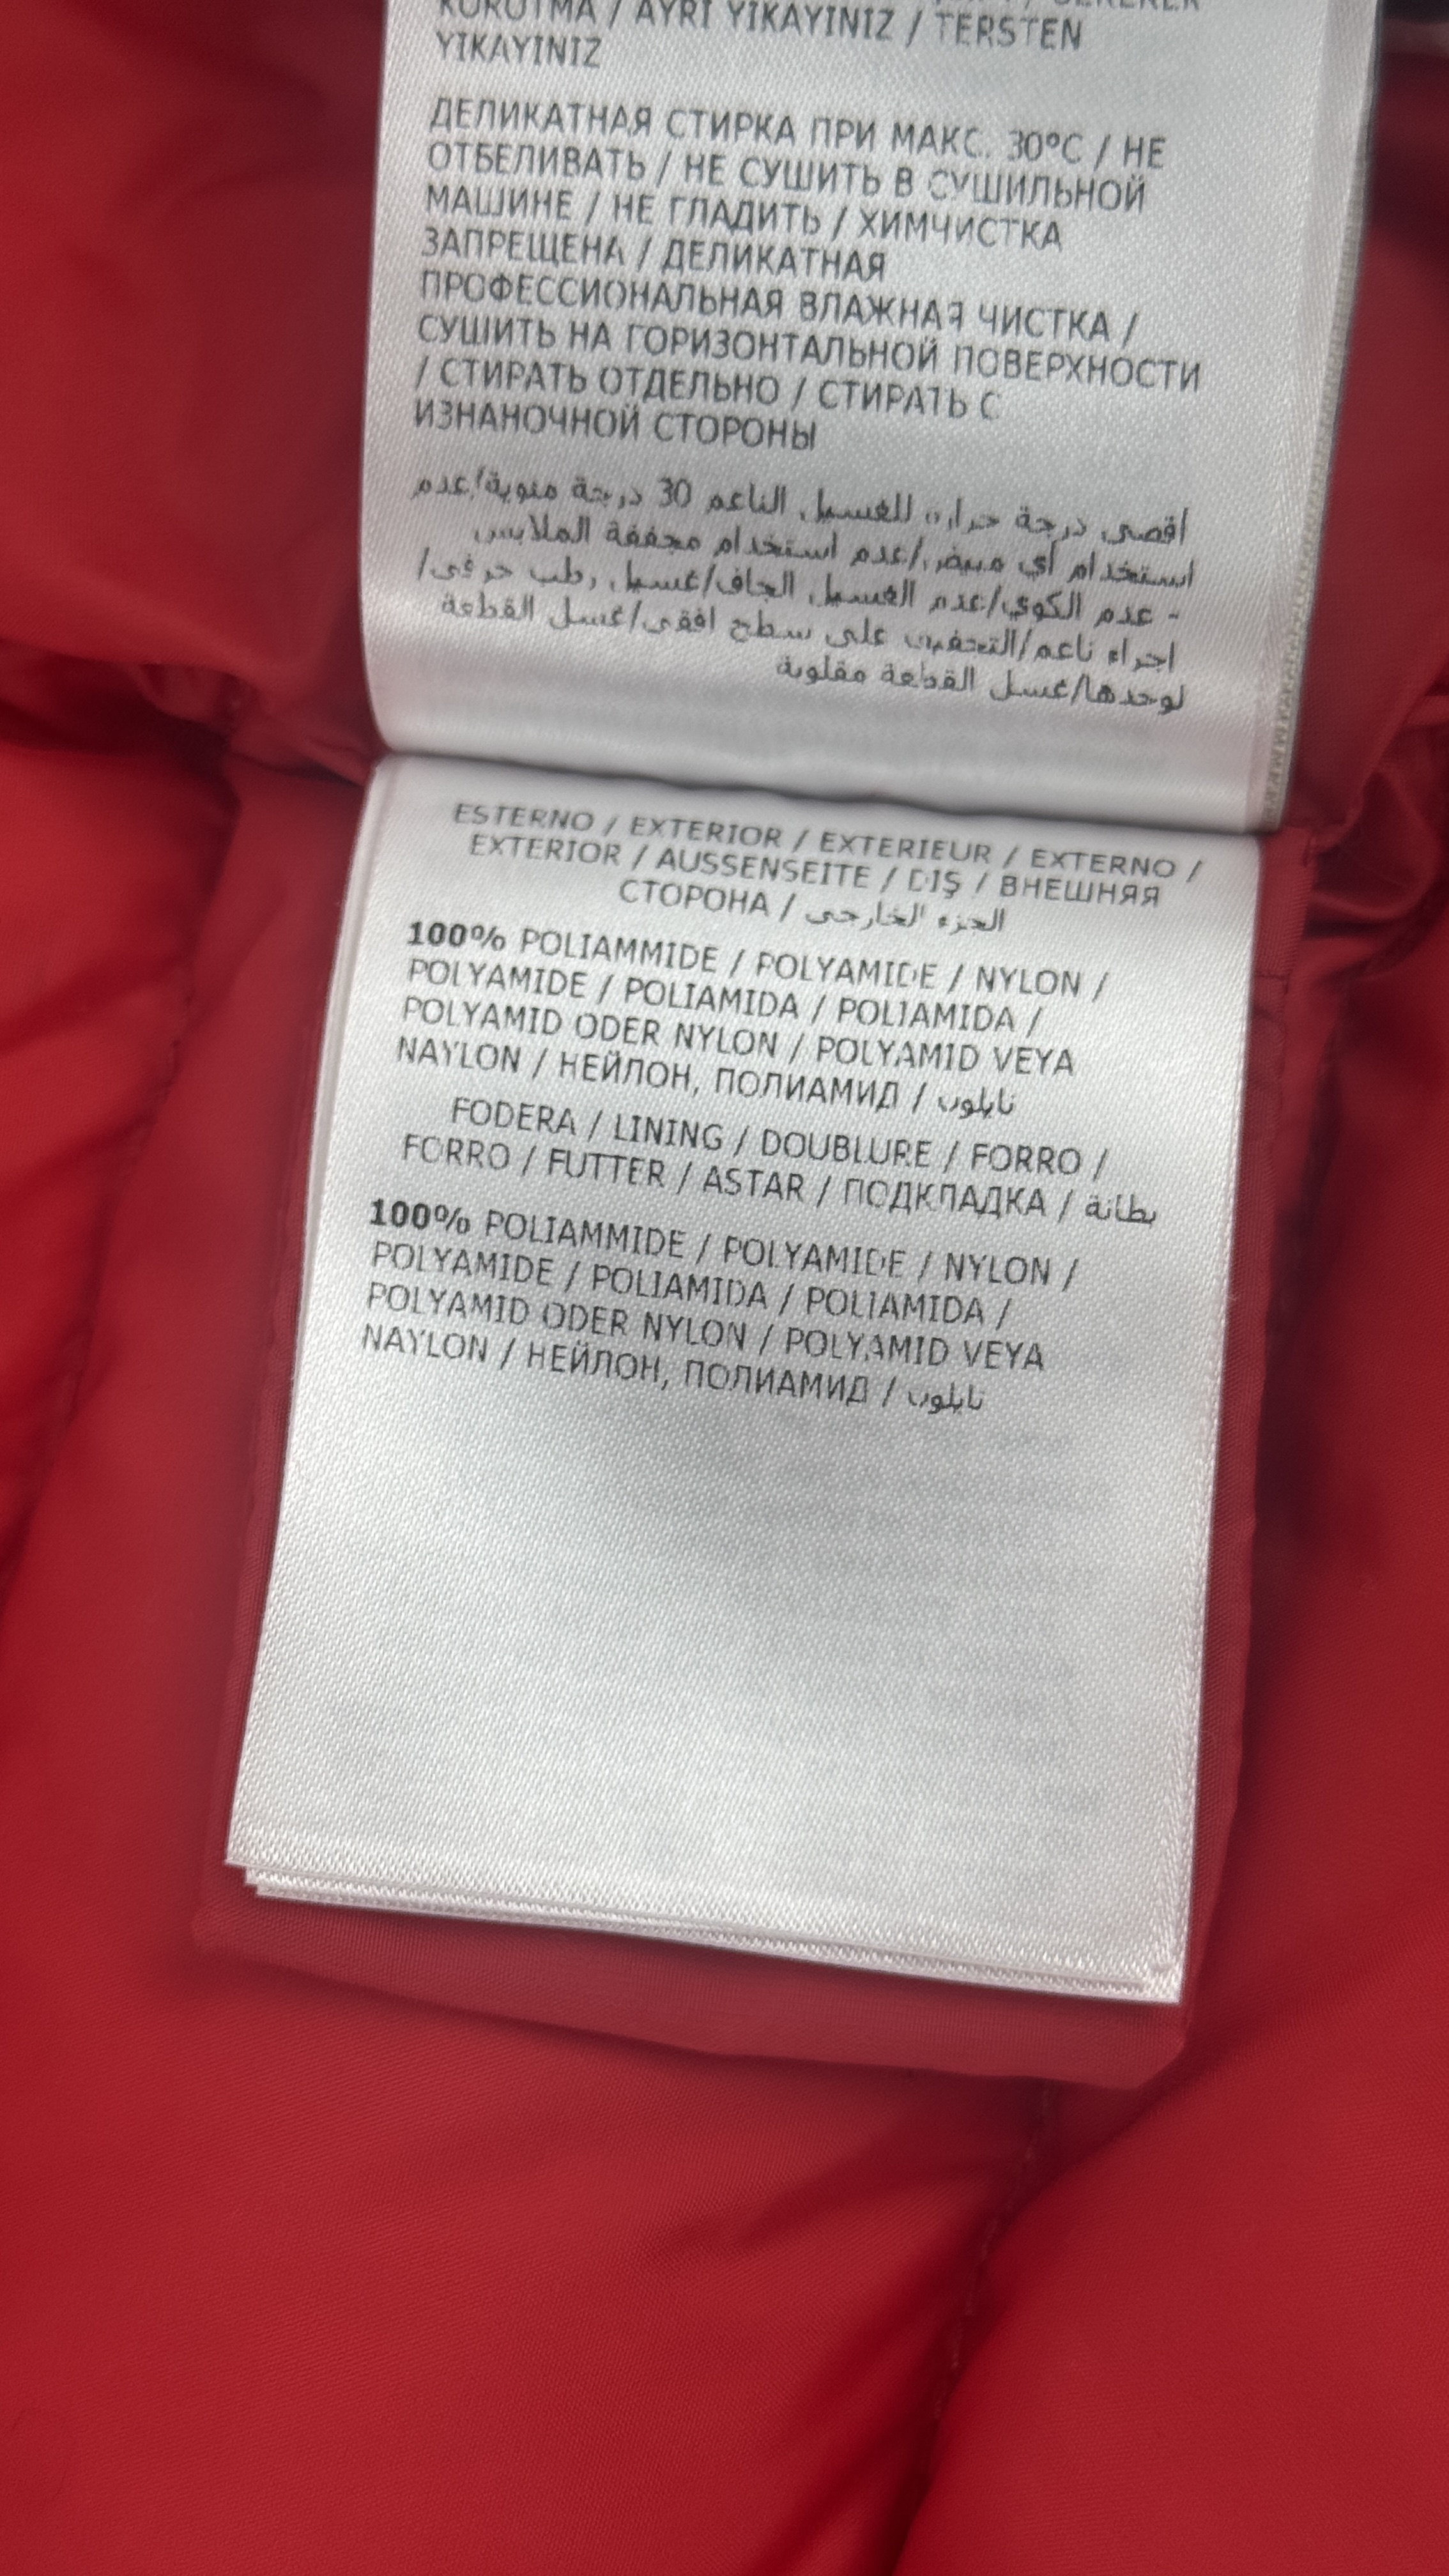 KURUTMA / AYRI YIKAYINIZ / TERSTEN
YIKAYINIZ
ДЕЛИКАТНАЯ СТИРКА ПРИ МАКС. 30°C / НЕ
ОТБЕЛИВАТЬ / НЕ СУШИТЬ В СУШИЛЬНОЙ
МАШИНЕ / НЕ ГЛАДИТЬ / ХИМЧИСТКА
ЗАПРЕЩЕНА / ДЕЛИКАТНАЯ
ПРОФЕССИОНАЛЬНАЯ ВЛАЖНАЯ ЧИСТКА /
СУШИТЬ НА ГОРИЗОНТАЛЬНОЙ ПОВЕРХНОСТИ
/ СТИРАТЬ ОТДЕЛЬНО / СТИРАТЬ С
ИЗНАНОЧНОЙ СТОРОНЫ
أقصى درجة حرارة للغسيل الناعم 30 درجة مئوية/عدم
استخدام أي مبيض/عدم استخدام مجففة الملابس
- عدم الكوي/عدم الغسيل الجاف/غسيل رطب حرفى/
اجراء ناعم/التجفيف على سطح افقى/غسل القطعة
لوحدها/غسل القطعة مقلوبة
ESTERNO / EXTERIOR / EXTERIEUR / EXTERNO /
EXTERIOR / AUSSENSEITE / DIŞ / ВНЕШНЯЯ
СТОРОНА / الجزء الخارجى
100% POLIAMMIDE / POLYAMIDE / NYLON /
POLYAMIDE / POLIAMIDA / POLIAMIDA /
POLYAMID ODER NYLON / POLYAMID VEYA
NAYLON / НЕЙЛОН, ПОЛИАМИД / نايلون
FODERA / LINING / DOUBLURE / FORRO /
FORRO / FUTTER / ASTAR / ПОДКЛАДКА / بطانة
100% POLIAMMIDE / POLYAMIDE / NYLON /
POLYAMIDE / POLIAMIDA / POLIAMIDA /
POLYAMID ODER NYLON / POLYAMID VEYA
NAYLON / НЕЙЛОН, ПОЛИАМИД / نايلون